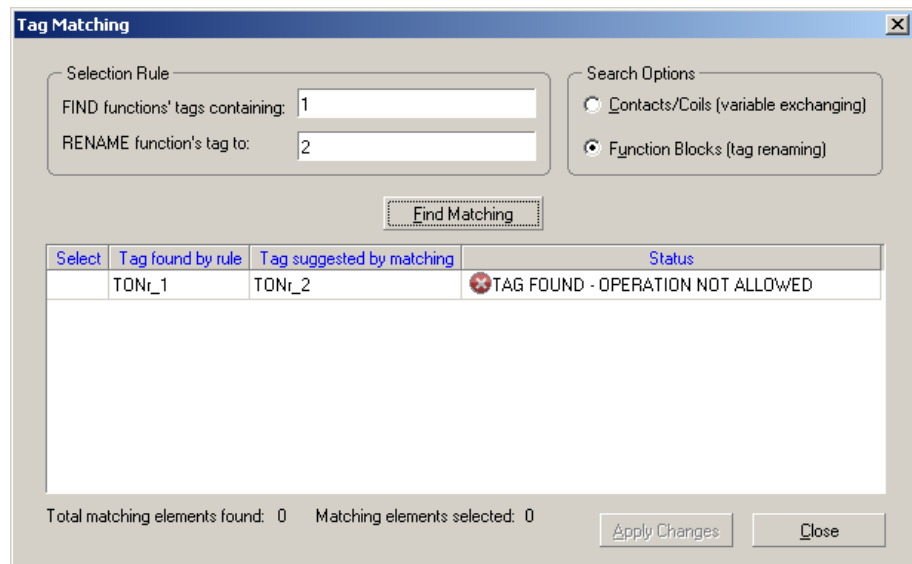 Tag Matching
Selection Rule
FIND functions' tags containing: 1
RENAME function's tag to: 2
Search Options
Contacts/Coils (variable exchanging)
Function Blocks (tag renaming)
Find Matching
Select Tag found by rule Tag suggested by matching Status
TONr_1 TONr_2 TAG FOUND - OPERATION NOT ALLOWED
Total matching elements found: 0 Matching elements selected: 0
Apply Changes Close